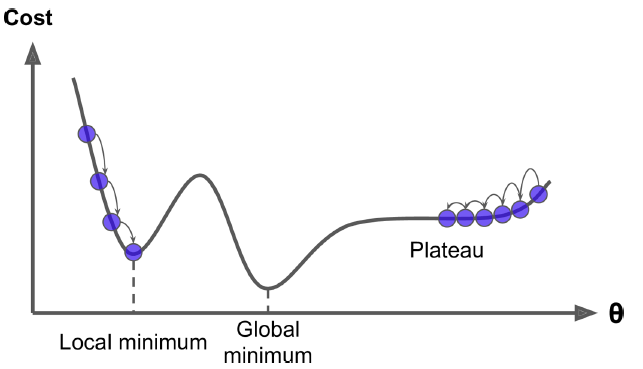 Cost
Plateau
θ
Local minimum
Global
minimum